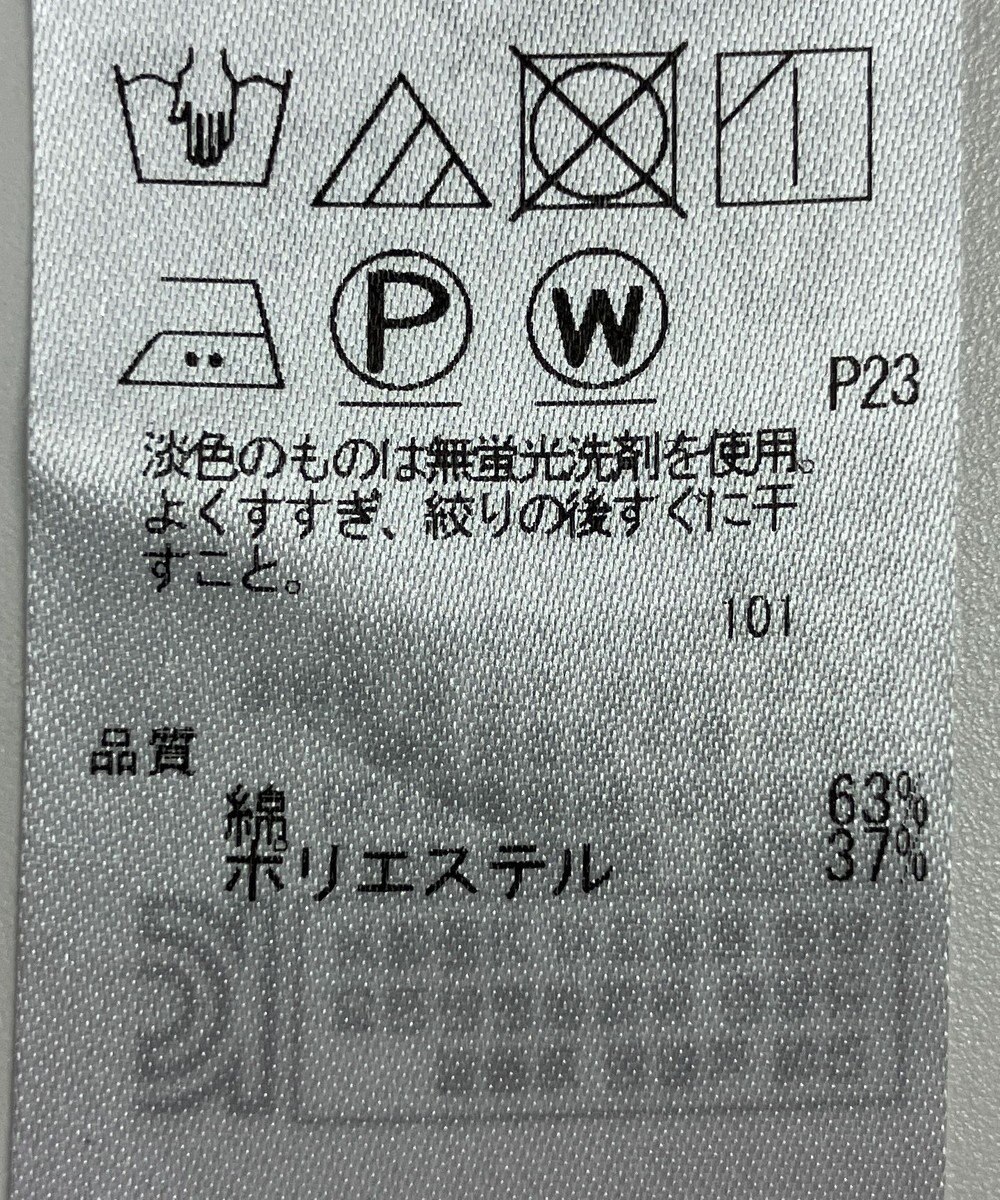 P W
P23
淡色のものは無蛍光洗剤を使用。
よくすすぎ、絞りの後すぐに干
すこと。
101
品質
綿 63%
ポリエステル 37%